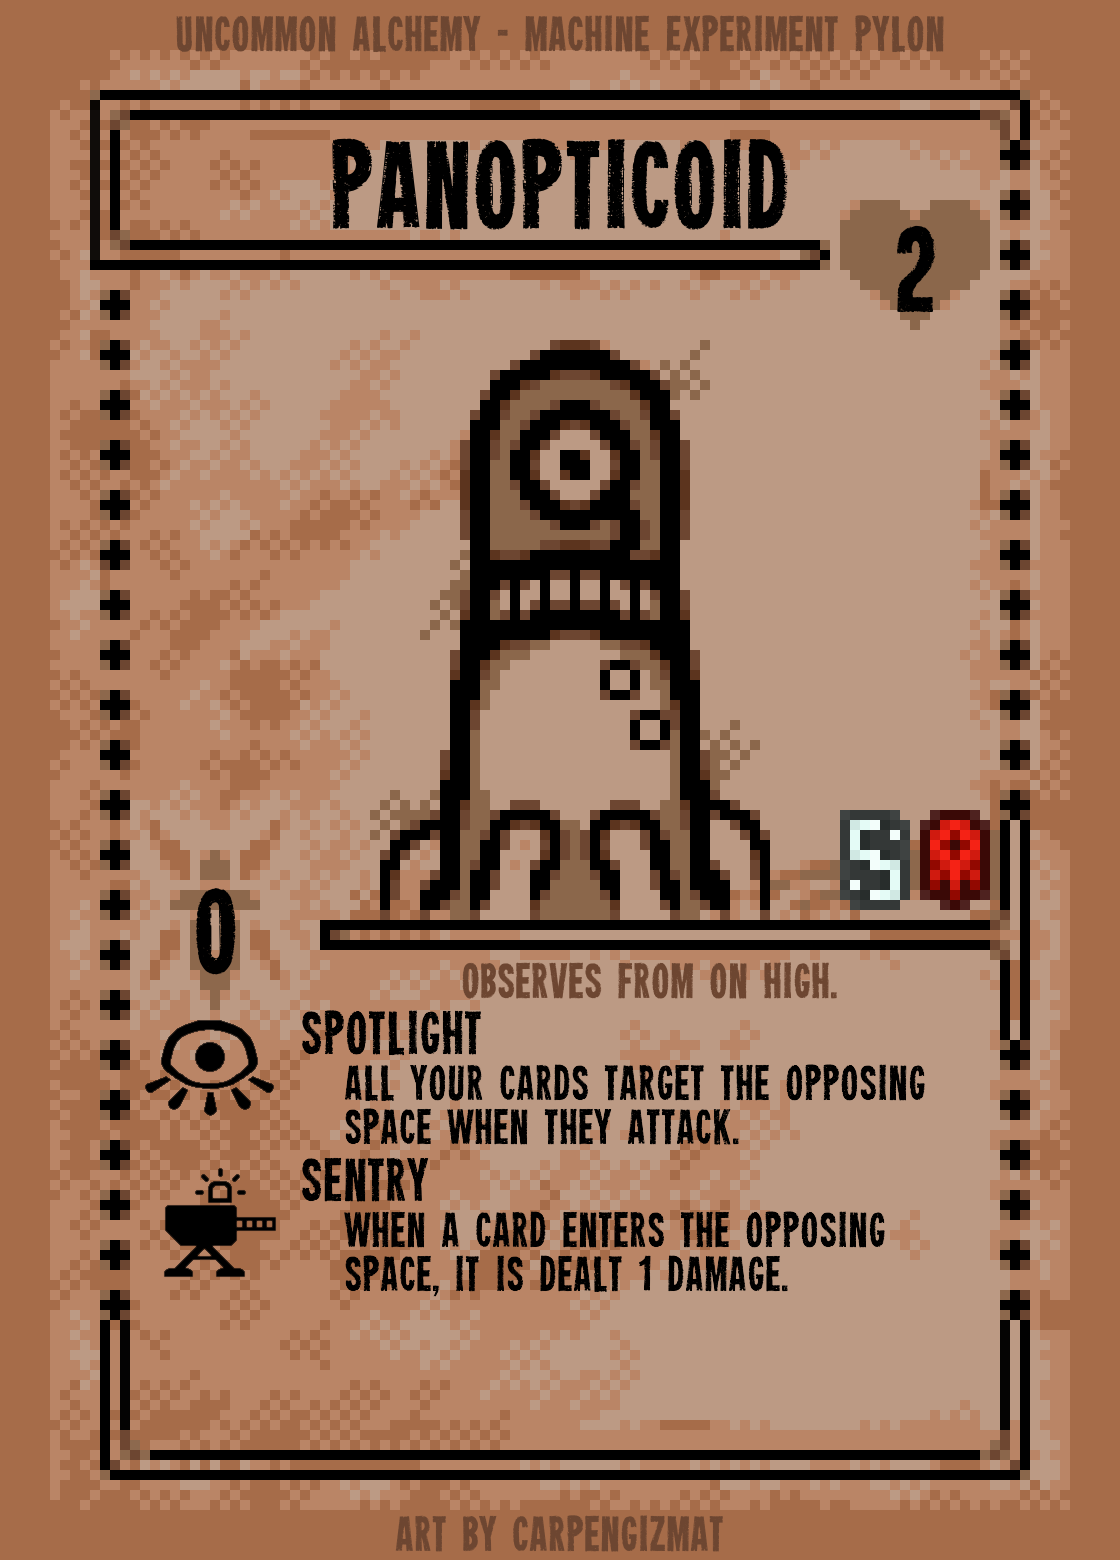 UNCOMMON ALCHEMY - MACHINE EXPERIMENT PYLON
PANOPTICOID
2
S
0
OBSERVES FROM ON HIGH.
SPOTLIGHT
ALL YOUR CARDS TARGET THE OPPOSING
SPACE WHEN THEY ATTACK.
SENTRY
WHEN A CARD ENTERS THE OPPOSING
SPACE, IT IS DEALT 1 DAMAGE.
ART BY CARPENGIZMAT